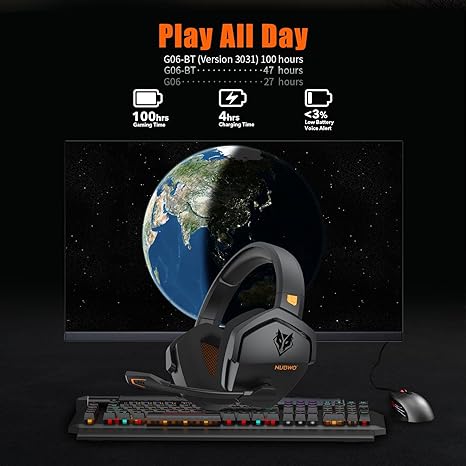 Play All Day
G06-BT (Version 3031) 100 hours
G06-BT·············47 hours
G06················27 hours
100hrs
Gaming Time
4hrs
Charging Time
<3%
Low Battery
Voice Alert
NUBWO